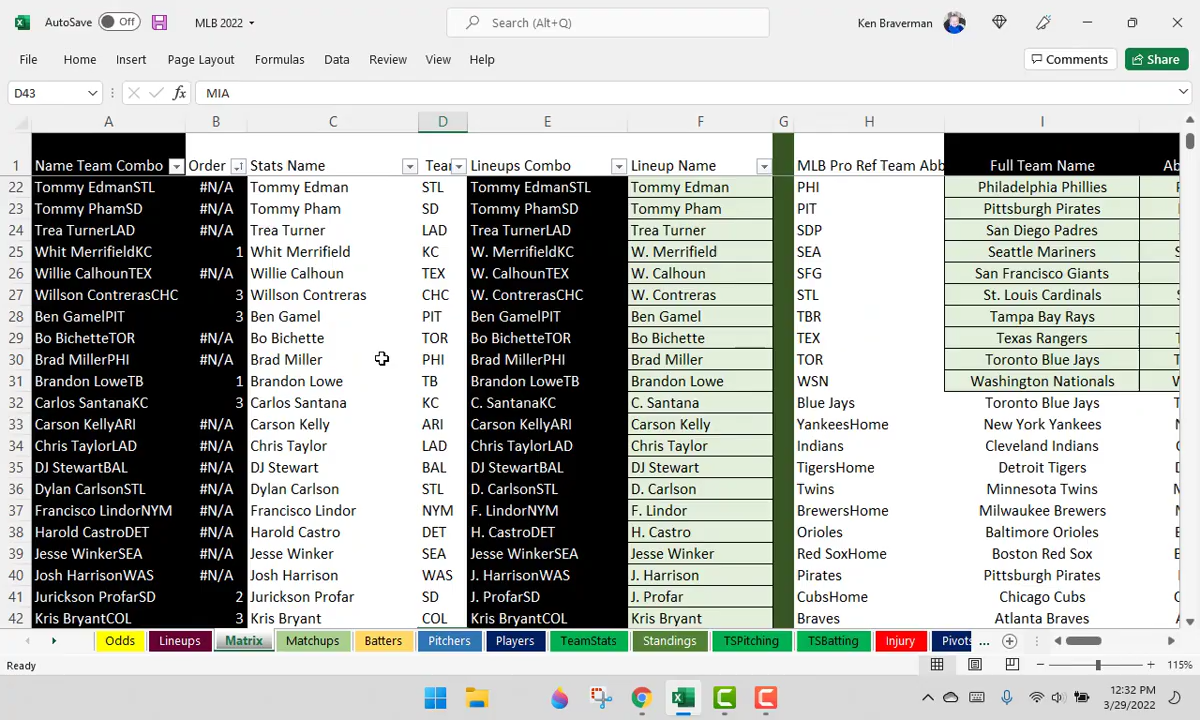 AutoSave Off MLB 2022 Search (Alt+Q) Ken Braverman
File Home Insert Page Layout Formulas Data Review View Help Comments Share
D43 fx MIA
A B C D E F G H I
1 Name Team Combo Order Stats Name Tear Lineups Combo Lineup Name MLB Pro Ref Team Abb Full Team Name Ab
22 Tommy EdmanSTL #N/A Tommy Edman STL Tommy EdmanSTL Tommy Edman PHI Philadelphia Phillies
23 Tommy PhamSD #N/A Tommy Pham SD Tommy PhamSD Tommy Pham PIT Pittsburgh Pirates
24 Trea TurnerLAD #N/A Trea Turner LAD Trea TurnerLAD Trea Turner SDP San Diego Padres
25 Whit MerrifieldKC 1 Whit Merrifield KC W. MerrifieldKC W. Merrifield SEA Seattle Mariners
26 Willie CalhounTEX #N/A Willie Calhoun TEX W. CalhounTEX W. Calhoun SFG San Francisco Giants
27 Willson ContrerasCHC 3 Willson Contreras CHC W. ContrerasCHC W. Contreras STL St. Louis Cardinals
28 Ben GamelPIT 3 Ben Gamel PIT Ben GamelPIT Ben Gamel TBR Tampa Bay Rays
29 Bo BichetteTOR #N/A Bo Bichette TOR Bo BichetteTOR Bo Bichette TEX Texas Rangers
30 Brad MillerPHI #N/A Brad Miller PHI Brad MillerPHI Brad Miller TOR Toronto Blue Jays
31 Brandon LoweTB 1 Brandon Lowe TB Brandon LoweTB Brandon Lowe WSN Washington Nationals
32 Carlos SantanaKC 3 Carlos Santana KC C. SantanaKC C. Santana Blue Jays Toronto Blue Jays
33 Carson KellyARI #N/A Carson Kelly ARI Carson KellyARI Carson Kelly YankeesHome New York Yankees
34 Chris TaylorLAD #N/A Chris Taylor LAD Chris TaylorLAD Chris Taylor Indians Cleveland Indians
35 DJ StewartBAL #N/A DJ Stewart BAL DJ StewartBAL DJ Stewart TigersHome Detroit Tigers
36 Dylan CarlsonSTL #N/A Dylan Carlson STL D. CarlsonSTL D. Carlson Twins Minnesota Twins
37 Francisco LindorNYM #N/A Francisco Lindor NYM F. LindorNYM F. Lindor BrewersHome Milwaukee Brewers
38 Harold CastroDET #N/A Harold Castro DET H. CastroDET H. Castro Orioles Baltimore Orioles
39 Jesse WinkerSEA #N/A Jesse Winker SEA Jesse WinkerSEA Jesse Winker Red SoxHome Boston Red Sox
40 Josh HarrisonWAS #N/A Josh Harrison WAS J. HarrisonWAS J. Harrison Pirates Pittsburgh Pirates
41 Jurickson ProfarSD 2 Jurickson Profar SD J. ProfarSD J. Profar CubsHome Chicago Cubs
42 Kris BryantCOL 3 Kris Bryant COL Kris BryantCOL Kris Bryant Braves Atlanta Braves
Odds Lineups Matrix Matchups Batters Pitchers Players TeamStats Standings TSPitching TSBatting Injury Pivots ...
Ready 115%
12:32 PM
3/29/2022